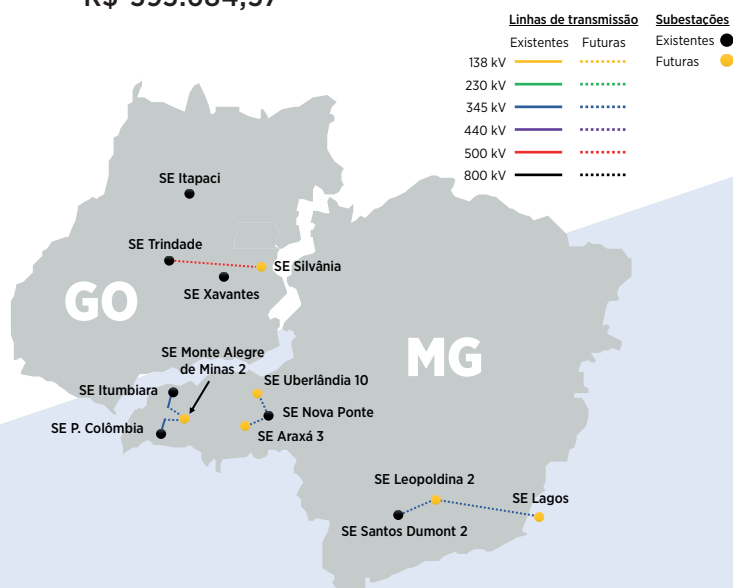 Linhas de transmissão
Subestações
Existentes
Futuras
Existentes
Futuras
138 kV
230 kV
345 kV
440 kV
500 kV
800 kV
SE Itapaci
SE Trindade
SE Silvânia
SE Xavantes
GO
MG
SE Monte Alegre
de Minas 2
SE Uberlândia 10
SE Itumbiara
SE Nova Ponte
SE P. Colômbia
SE Araxá 3
SE Leopoldina 2
SE Lagos
SE Santos Dumont 2